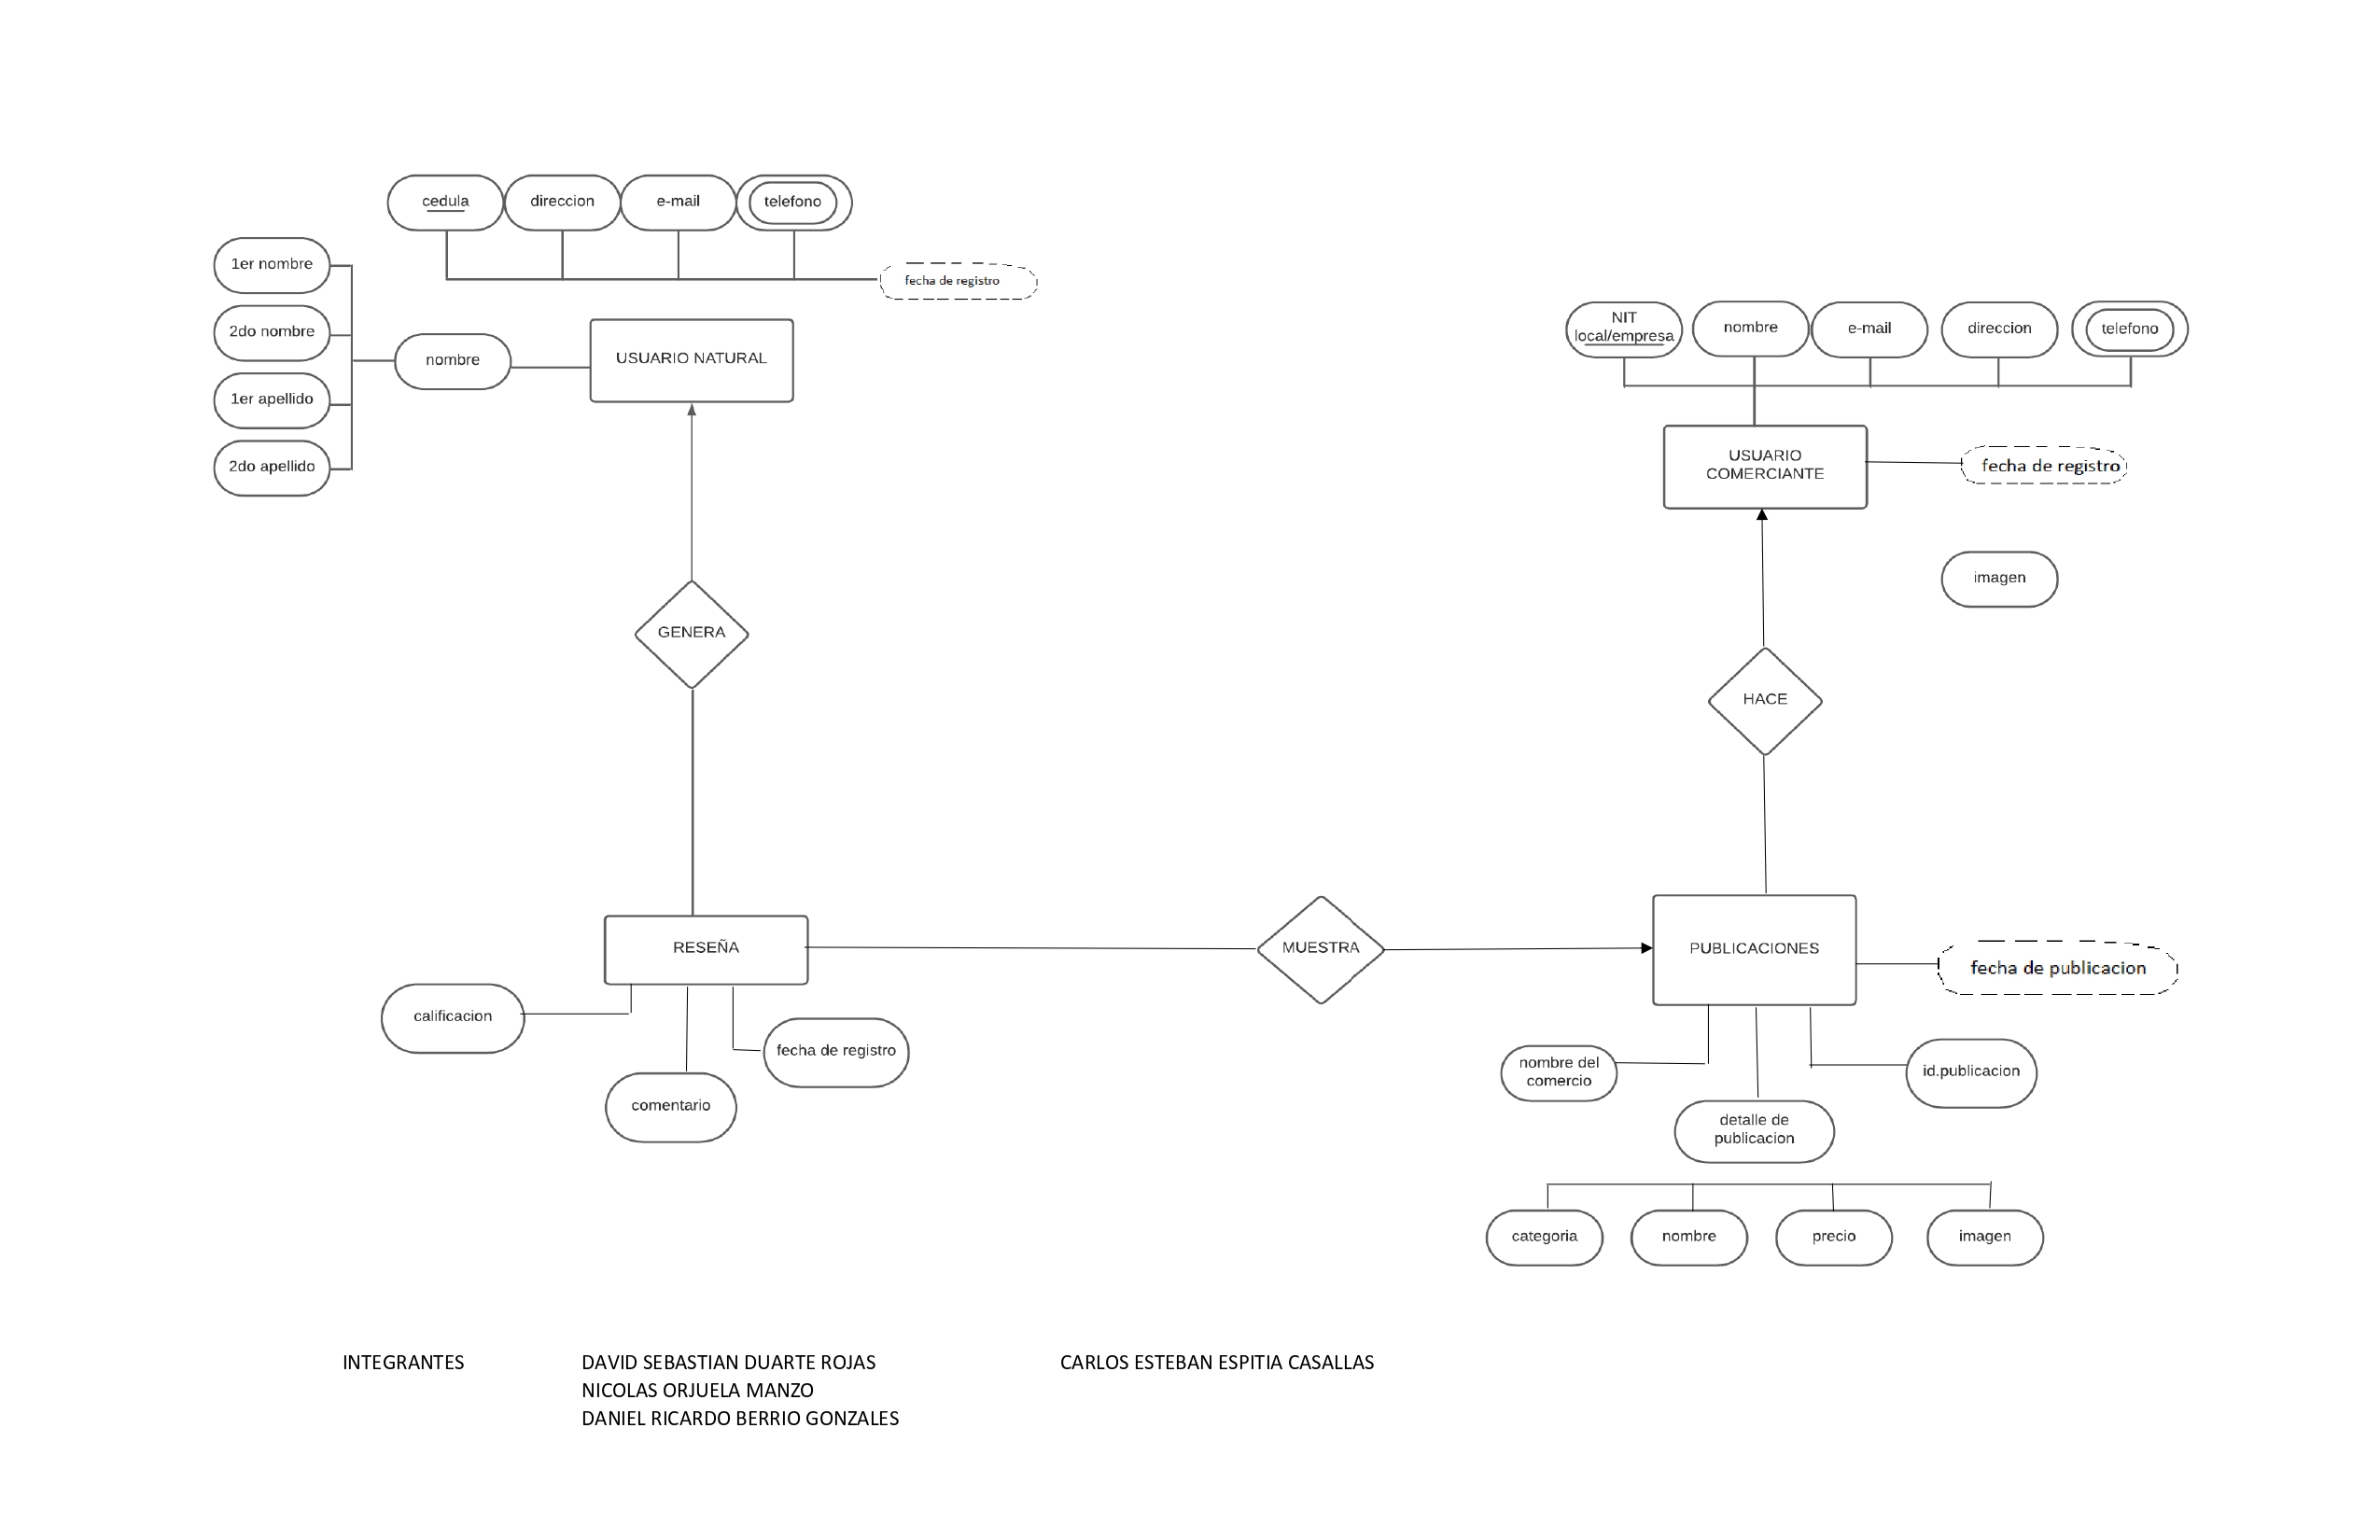 cedula
direccion
e-mail
telefono
1er nombre
2do nombre
1er apellido
2do apellido
nombre
fecha de registro
USUARIO NATURAL
NIT
local/empresa
nombre
e-mail
direccion
telefono
USUARIO
COMERCIANTE
fecha de registro
imagen
GENERA
HACE
RESEÑA
MUESTRA
PUBLICACIONES
fecha de publicacion
calificacion
comentario
fecha de registro
nombre del
comercio
detalle de
publicacion
id.publicacion
categoria
nombre
precio
imagen
INTEGRANTES
DAVID SEBASTIAN DUARTE ROJAS
NICOLAS ORJUELA MANZO
DANIEL RICARDO BERRIO GONZALES
CARLOS ESTEBAN ESPITIA CASALLAS